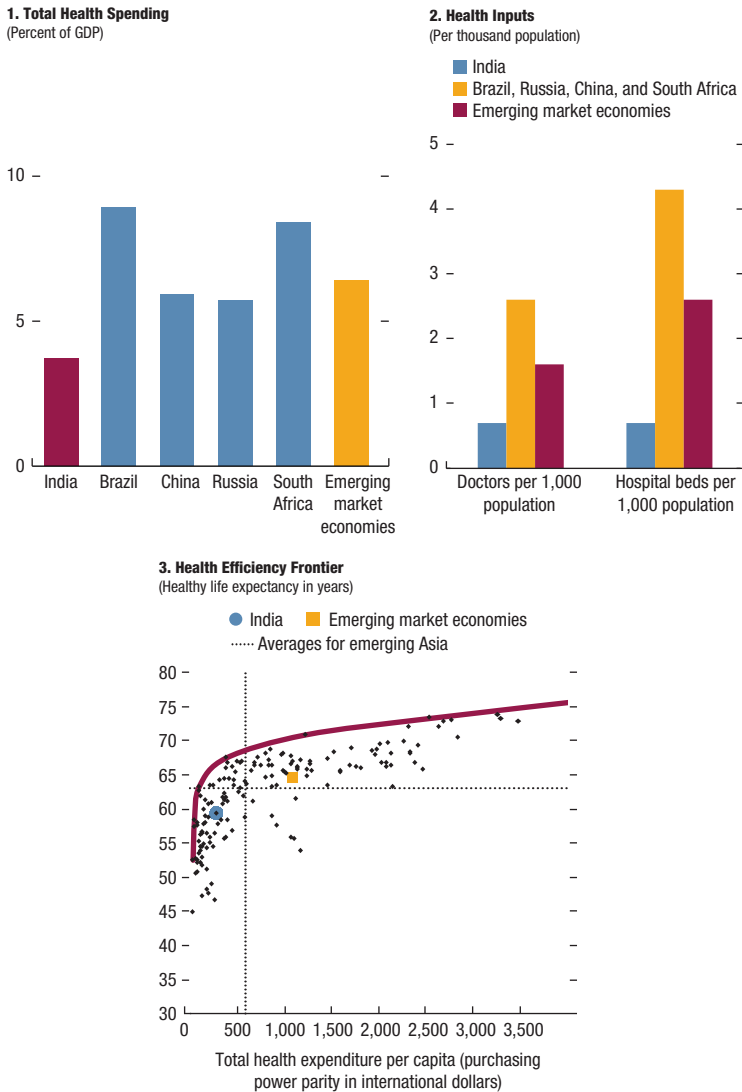 1. Total Health Spending
(Percent of GDP)
10
5
0
India
Brazil
China
Russia
South
Africa
Emerging
market
economies
2. Health Inputs
(Per thousand population)
India
Brazil, Russia, China, and South Africa
Emerging market economies
5
4
3
2
1
0
Doctors per 1,000
population
Hospital beds per
1,000 population
3. Health Efficiency Frontier
(Healthy life expectancy in years)
India
Emerging market economies
Averages for emerging Asia
80
75
70
65
60
55
50
45
40
35
30
0 500 1,000 1,500 2,000 2,500 3,000 3,500
Total health expenditure per capita (purchasing
power parity in international dollars)